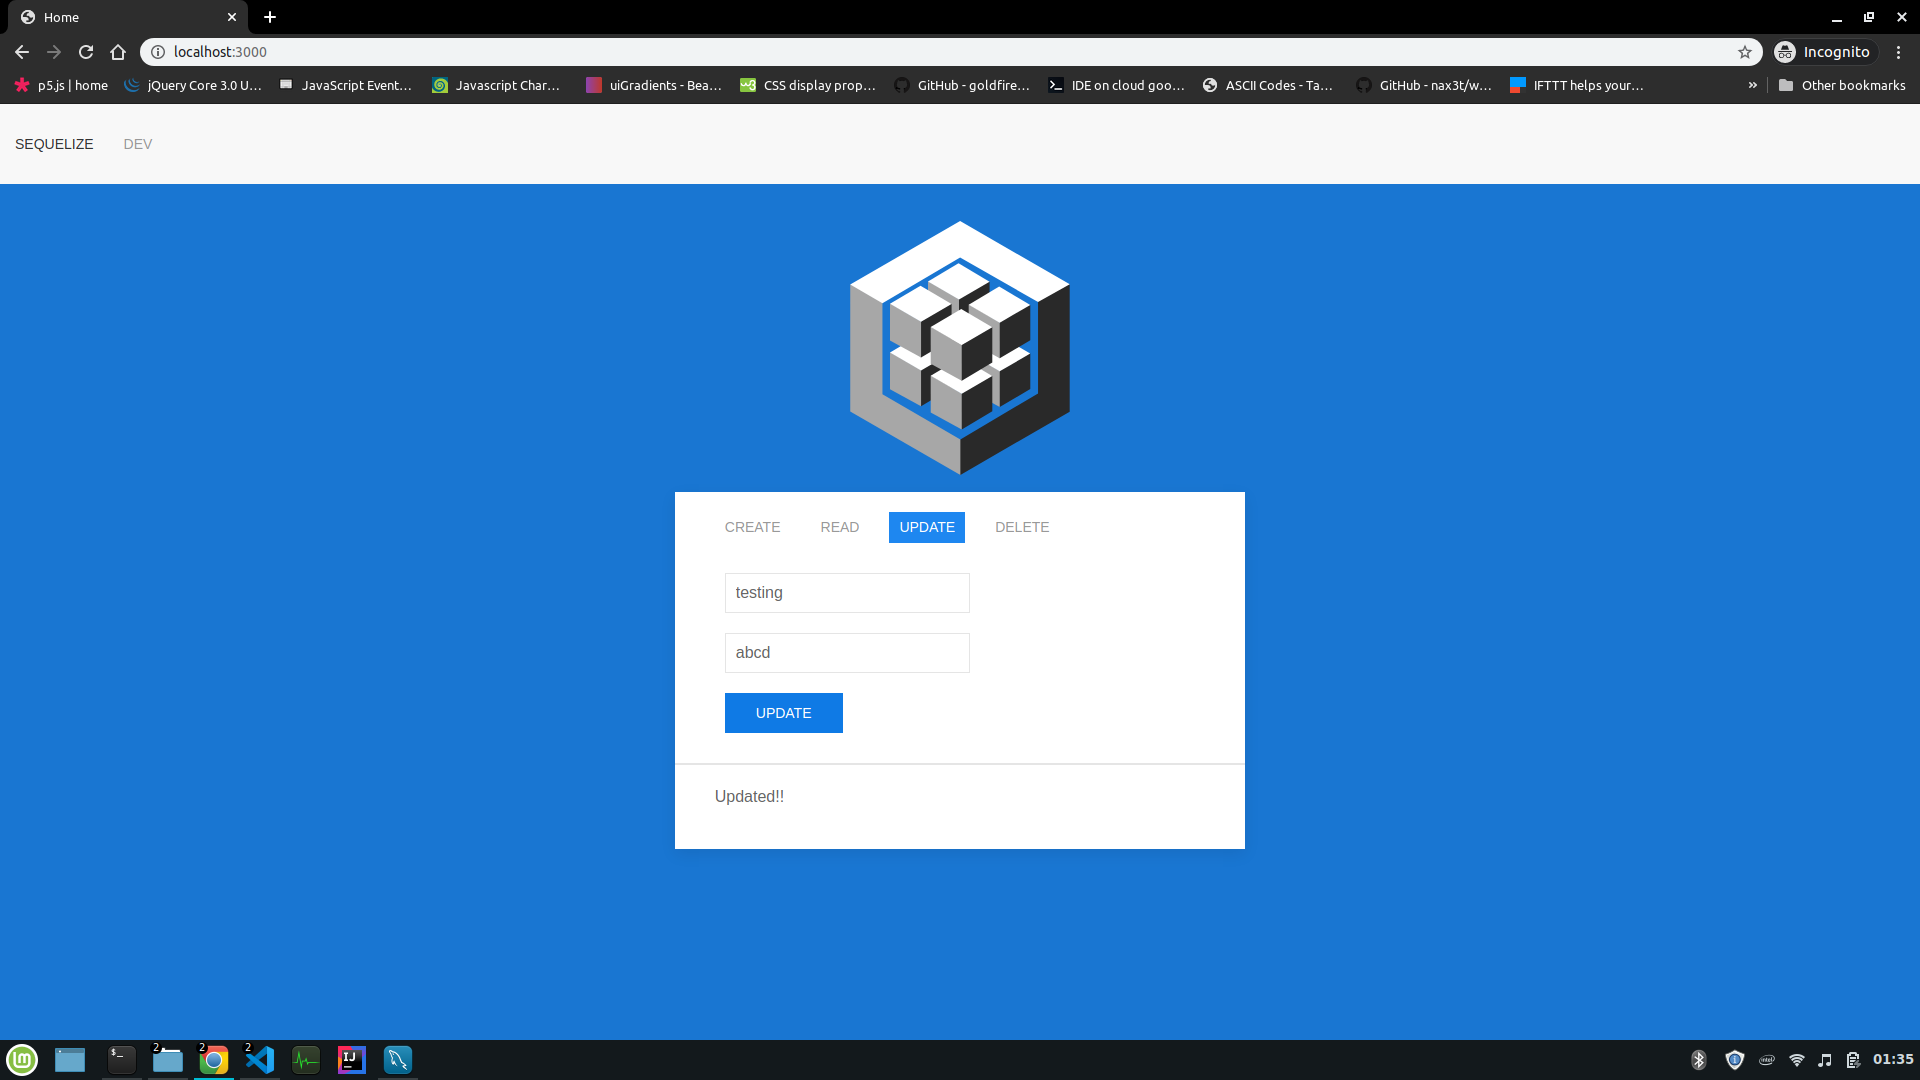 Home
localhost:3000
Incognito
p5.js | home
jQuery Core 3.0 U...
JavaScript Event...
Javascript Char...
uiGradients - Bea...
CSS display prop...
GitHub - goldfire...
IDE on cloud goo...
ASCII Codes - Ta...
GitHub - nax3t/w...
IFTTT helps your...
»
Other bookmarks
SEQUELIZE
DEV
CREATE
READ
UPDATE
DELETE
testing
abcd
UPDATE
Updated!!
$_
2
2
2
IJ
01:35